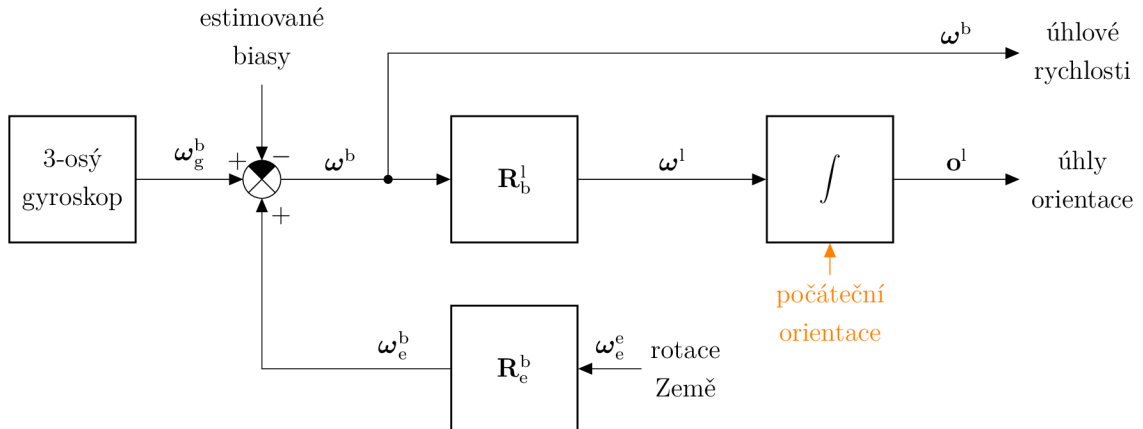 estimované
biasy
ω^b
úhlové
rychlosti
3-osý
gyroskop
ω_g^b
+
−
+
ω^b
R_b^l
ω^l
∫
o^l
úhly
orientace
počáteční
orientace
ω_e^b
R_e^b
ω_e^e
rotace
Země